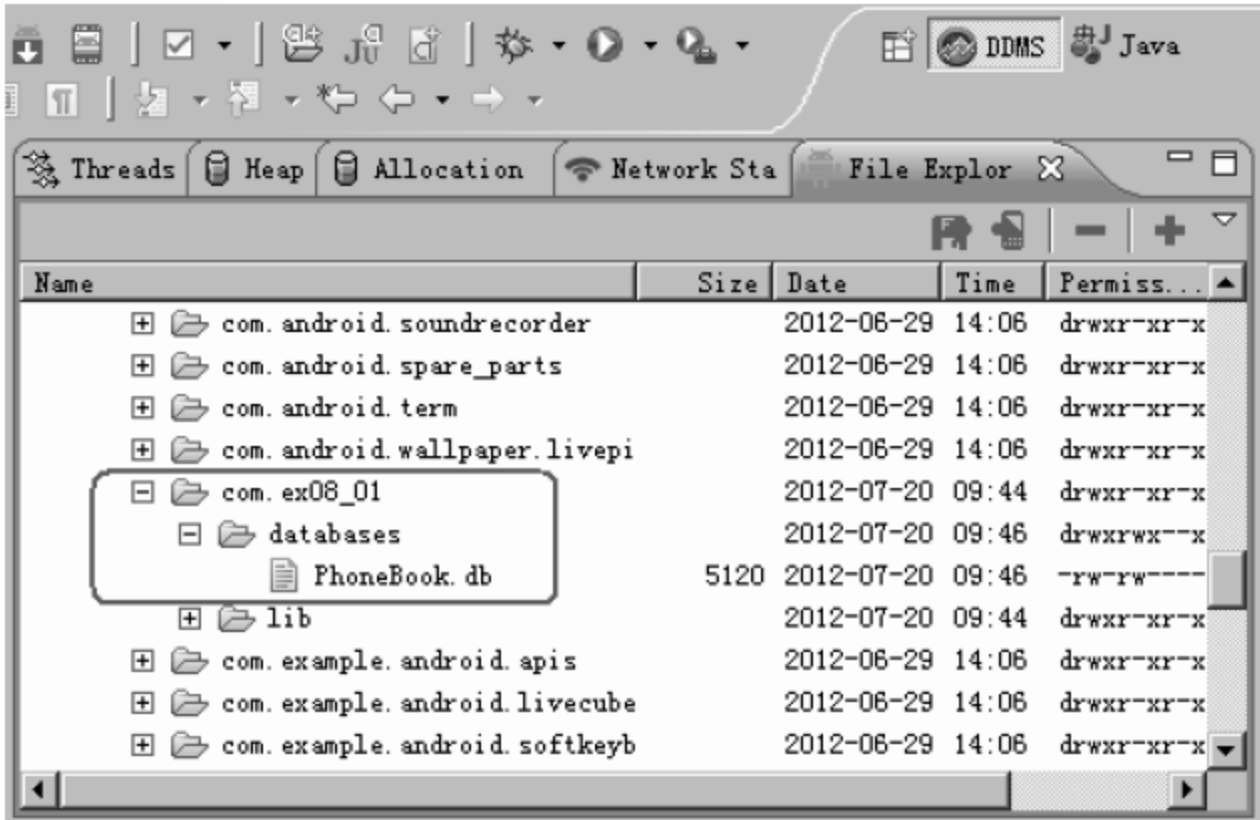 DDMS Java
Threads Heap Allocation Network Sta File Explor
Name Size Date Time Permiss...
com.android.soundrecorder 2012-06-29 14:06 drwxr-xr-x
com.android.spare_parts 2012-06-29 14:06 drwxr-xr-x
com.android.term 2012-06-29 14:06 drwxr-xr-x
com.android.wallpaper.livepi 2012-06-29 14:06 drwxr-xr-x
com.ex08_01 2012-07-20 09:44 drwxr-xr-x
databases 2012-07-20 09:46 drwxrwx--x
PhoneBook.db 5120 2012-07-20 09:46 -rw-rw----
lib 2012-07-20 09:44 drwxr-xr-x
com.example.android.apis 2012-06-29 14:06 drwxr-xr-x
com.example.android.livecube 2012-06-29 14:06 drwxr-xr-x
com.example.android.softkeyb 2012-06-29 14:06 drwxr-xr-x